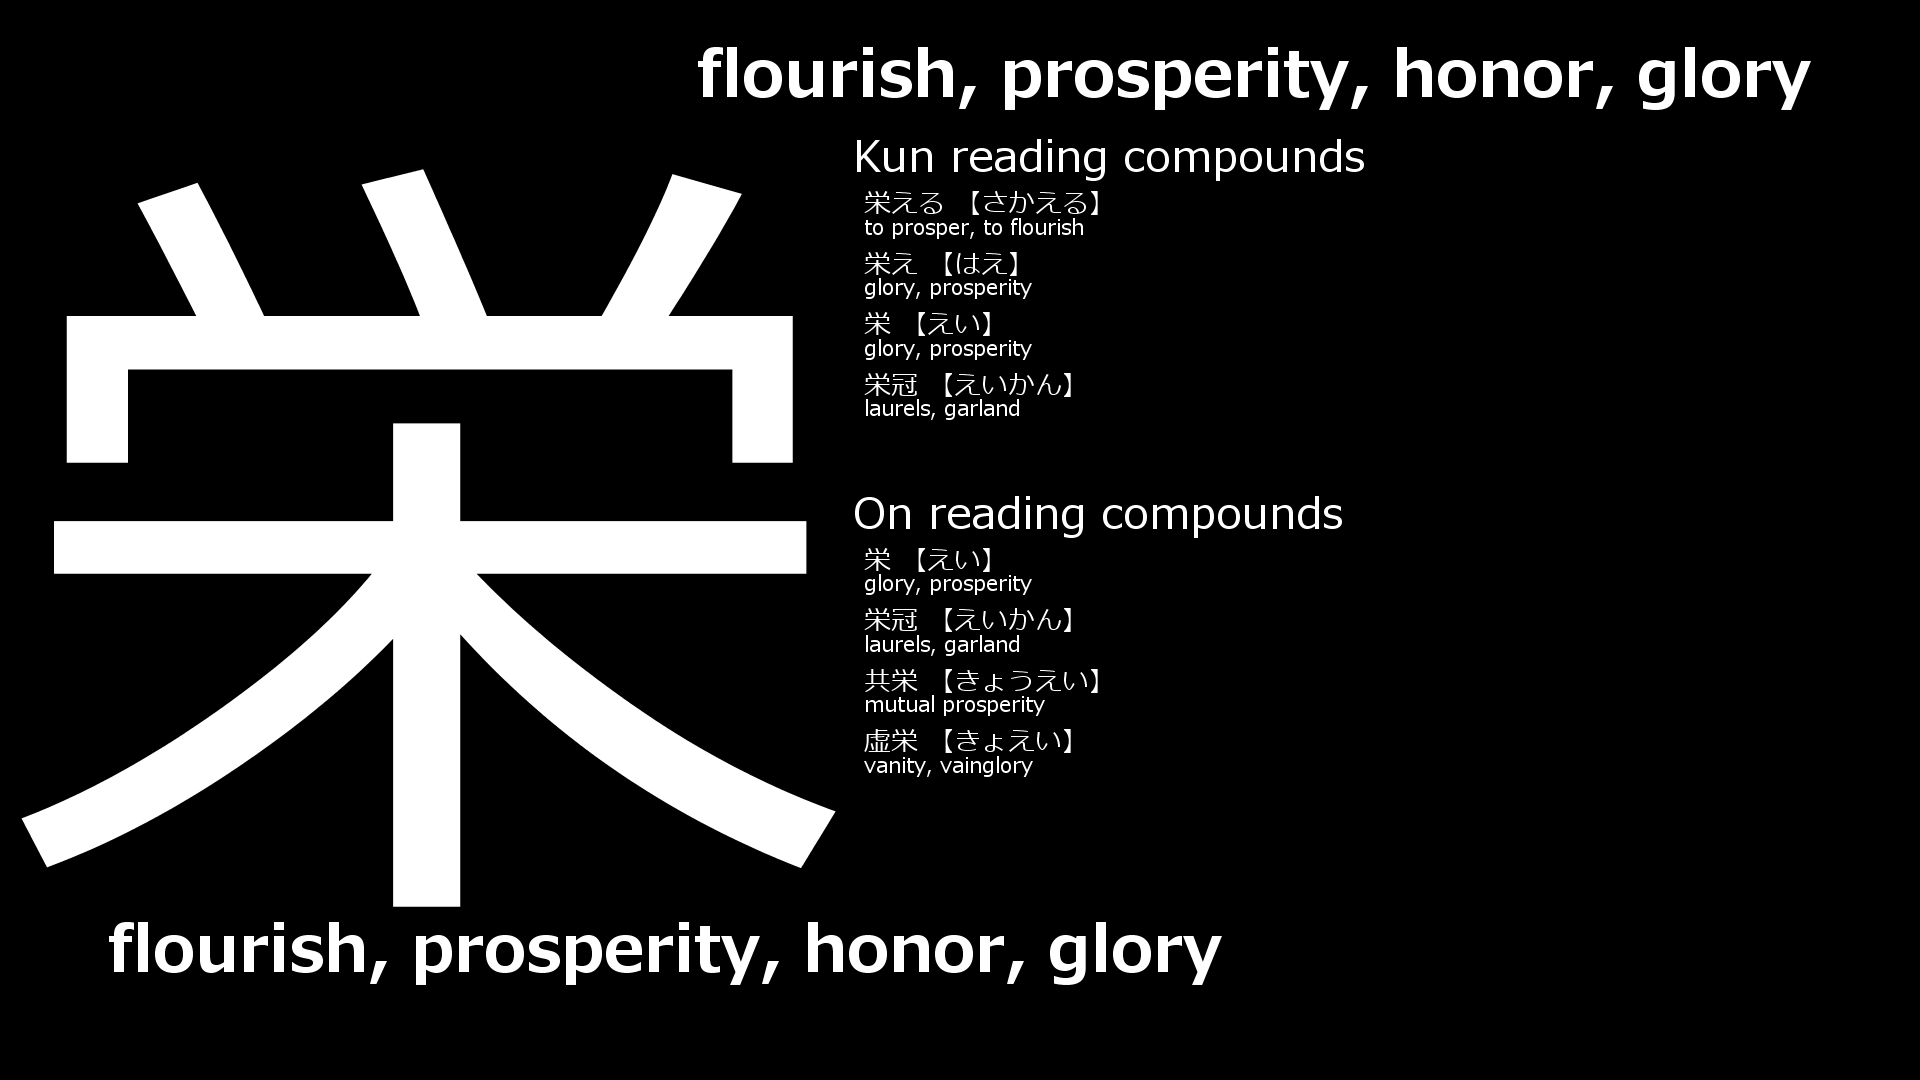 flourish, prosperity, honor, glory
栄
Kun reading compounds
栄える 【さかえる】
to prosper, to flourish
栄え 【はえ】
glory, prosperity
栄 【えい】
glory, prosperity
栄冠 【えいかん】
laurels, garland
On reading compounds
栄 【えい】
glory, prosperity
栄冠 【えいかん】
laurels, garland
共栄 【きょうえい】
mutual prosperity
虚栄 【きょえい】
vanity, vainglory
flourish, prosperity, honor, glory